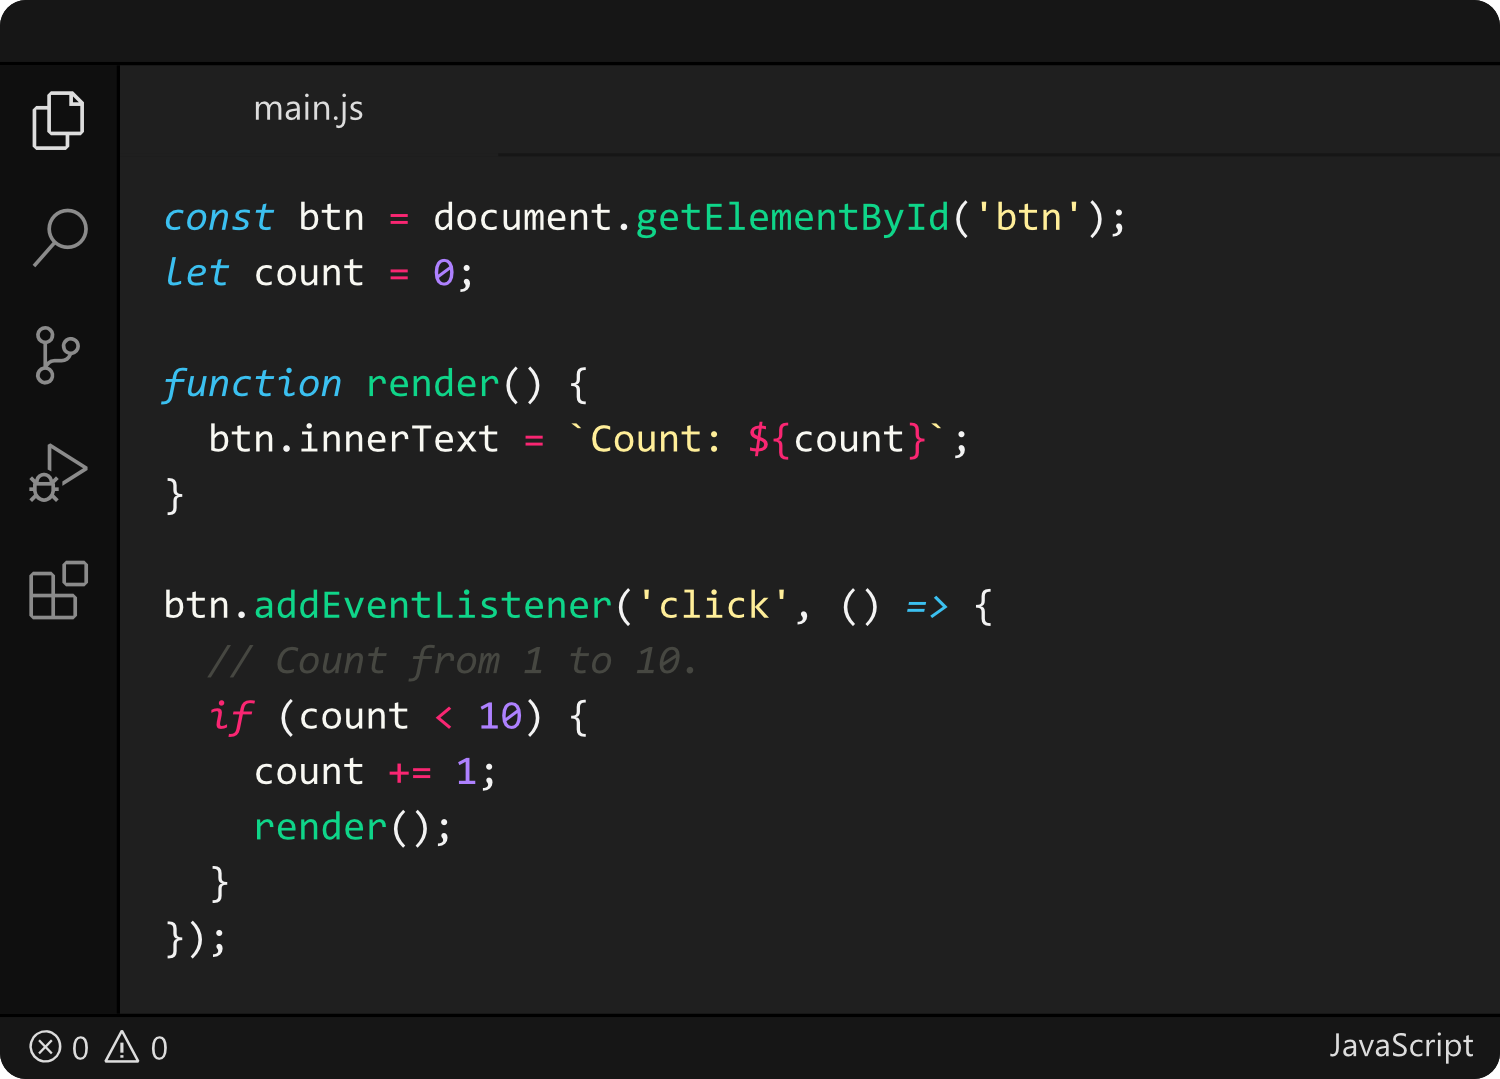 main.js
const btn = document.getElementById('btn');
let count = 0;
function render() {
  btn.innerText = `Count: ${count}`;
}
btn.addEventListener('click', () => {
  // Count from 1 to 10.
  if (count < 10) {
    count += 1;
    render();
  }
});
0 0 JavaScript